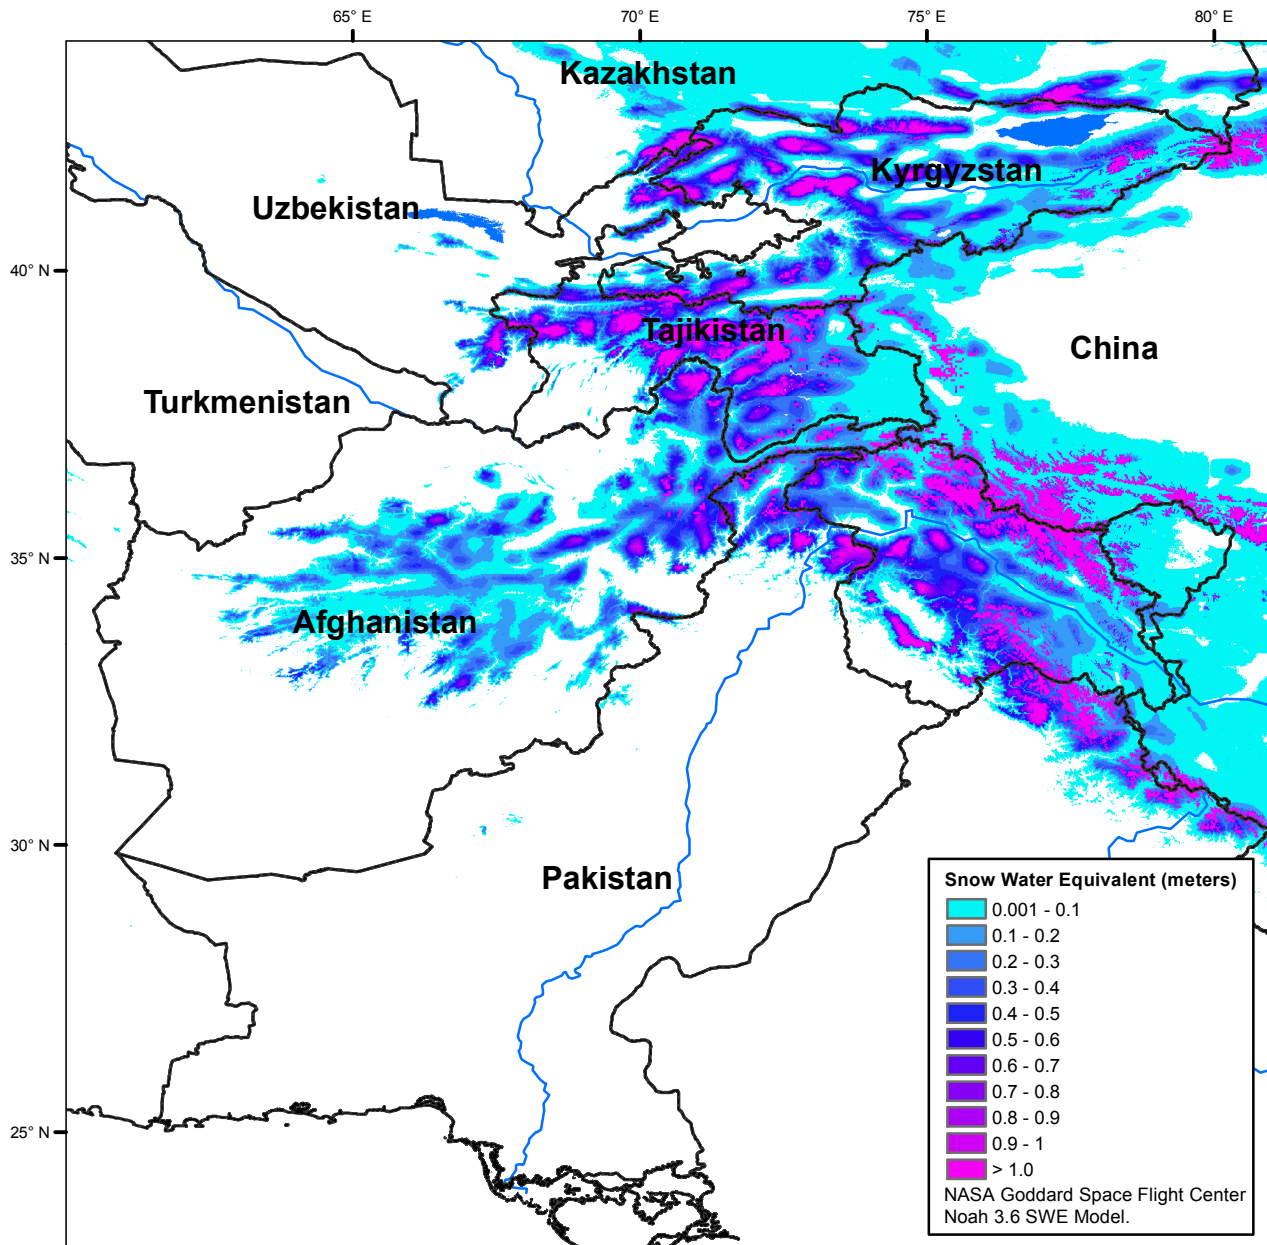 65° E 70° E 75° E 80° E
Kazakhstan
Kyrgyzstan
Uzbekistan
40° N
Tajikistan
China
Turkmenistan
35° N
Afghanistan
30° N
Pakistan
25° N
Snow Water Equivalent (meters)
0.001 - 0.1
0.1 - 0.2
0.2 - 0.3
0.3 - 0.4
0.4 - 0.5
0.5 - 0.6
0.6 - 0.7
0.7 - 0.8
0.8 - 0.9
0.9 - 1
> 1.0
NASA Goddard Space Flight Center
Noah 3.6 SWE Model.